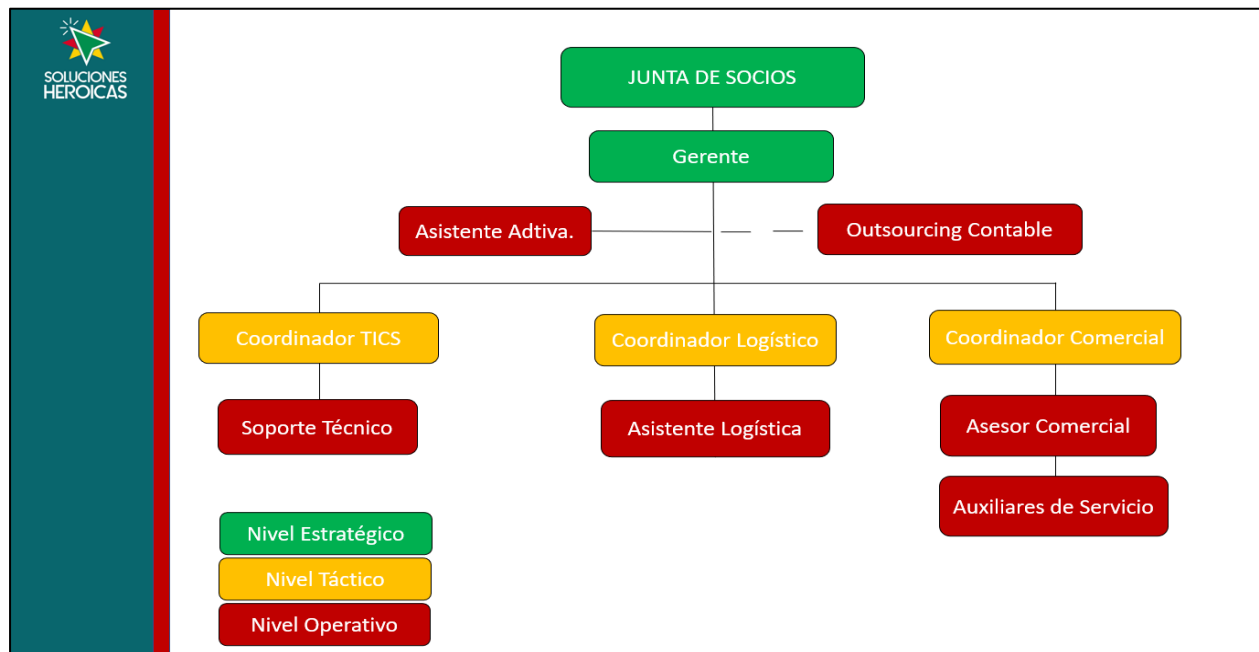 SOLUCIONES
HEROICAS
JUNTA DE SOCIOS
Gerente
Asistente Adtiva.
Outsourcing Contable
Coordinador TICS
Coordinador Logístico
Coordinador Comercial
Soporte Técnico
Asistente Logística
Asesor Comercial
Auxiliares de Servicio
Nivel Estratégico
Nivel Táctico
Nivel Operativo